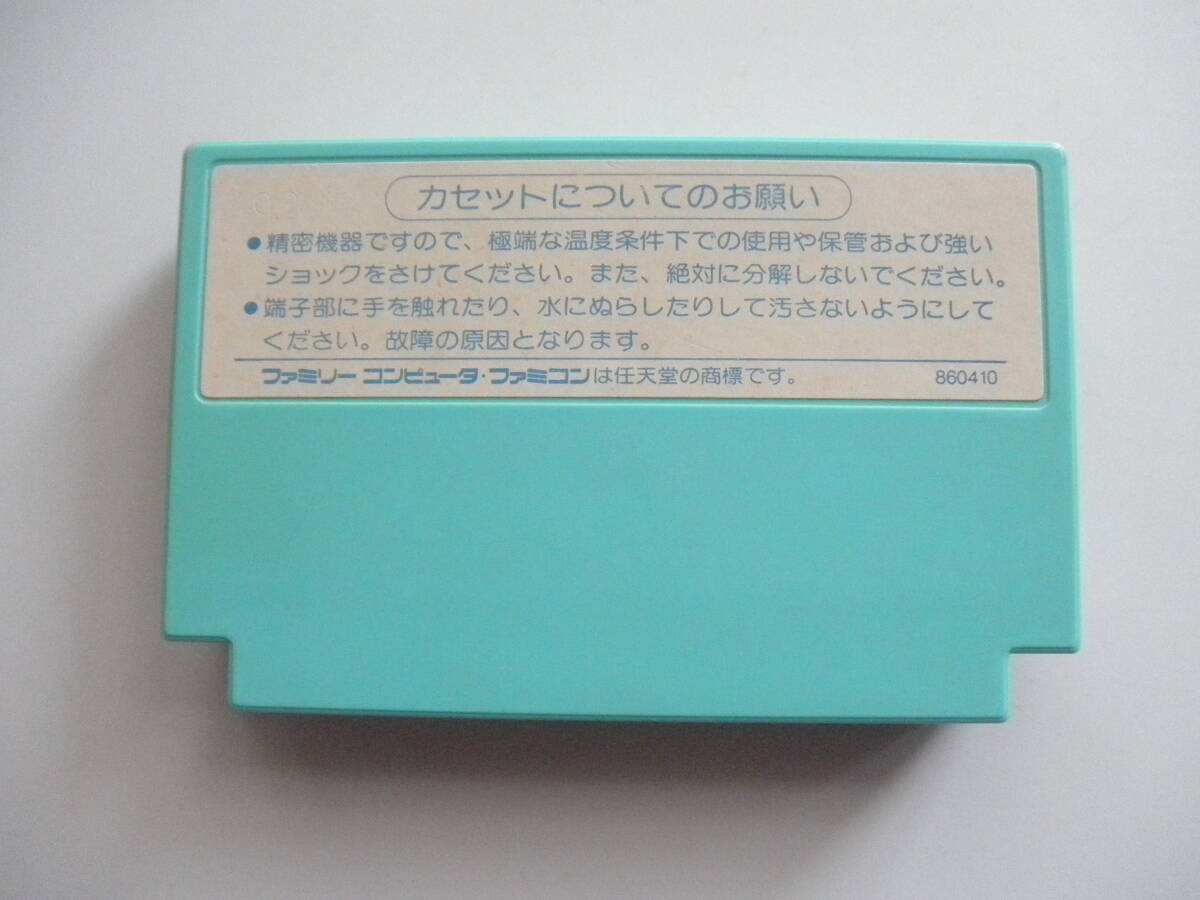 カセットについてのお願い
●精密機器ですので、極端な温度条件下での使用や保管および強い
ショックをさけてください。また、絶対に分解しないでください。
●端子部に手を触れたり、水にぬらしたりして汚さないようにして
ください。故障の原因となります。
ファミリー コンピュータ・ファミコンは任天堂の商標です。 860410